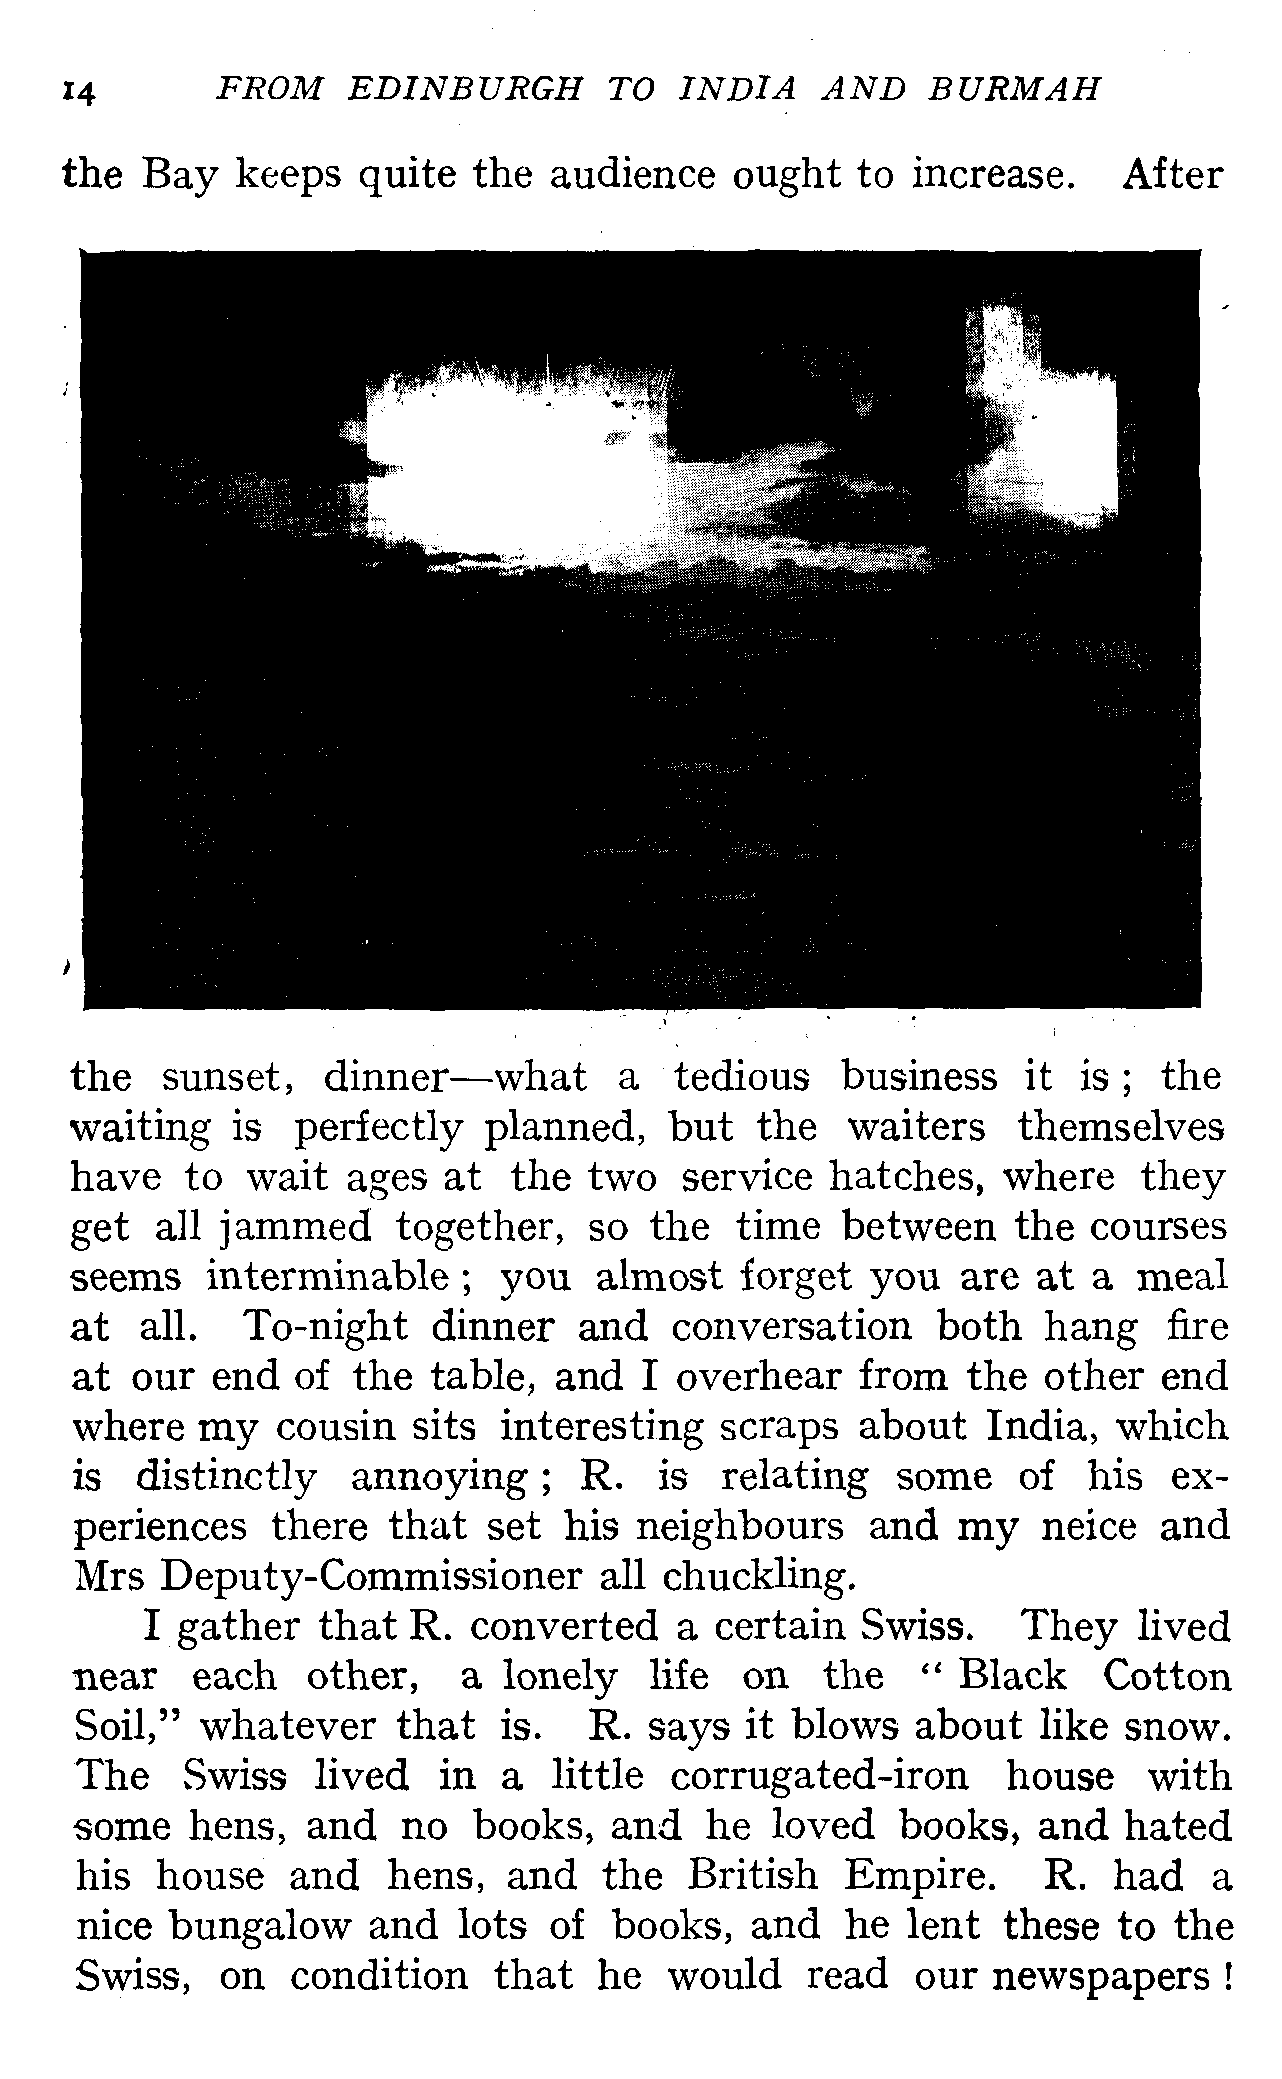 14 FROM EDINBURGH TO INDIA AND BURMAH
the Bay keeps quite the audience ought to increase. After
the sunset, dinner—what a tedious business it is ; the
waiting is perfectly planned, but the waiters themselves
have to wait ages at the two service hatches, where they
get all jammed together, so the time between the courses
seems interminable ; you almost forget you are at a meal
at all. To-night dinner and conversation both hang fire
at our end of the table, and I overhear from the other end
where my cousin sits interesting scraps about India, which
is distinctly annoying ; R. is relating some of his ex-
periences there that set his neighbours and my neice and
Mrs Deputy-Commissioner all chuckling.
I gather that R. converted a certain Swiss. They lived
near each other, a lonely life on the “ Black Cotton
Soil,” whatever that is. R. says it blows about like snow.
The Swiss lived in a little corrugated-iron house with
some hens, and no books, and he loved books, and hated
his house and hens, and the British Empire. R. had a
nice bungalow and lots of books, and he lent these to the
Swiss, on condition that he would read our newspapers !